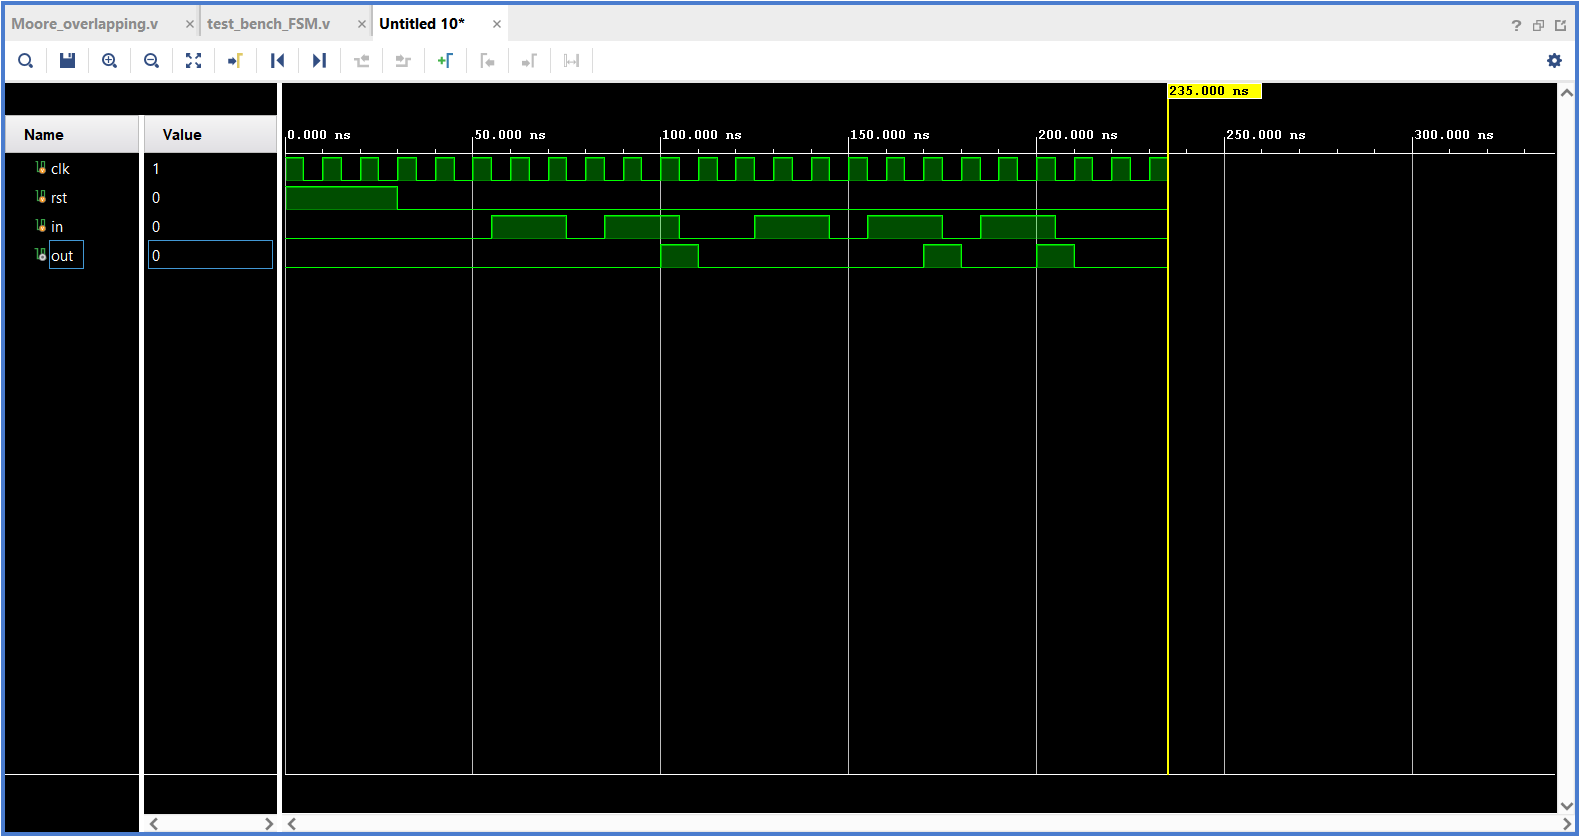 Moore_overlapping.v × test_bench_FSM.v × Untitled 10* ×
?
235.000 ns
Name Value 0.000 ns 50.000 ns 100.000 ns 150.000 ns 200.000 ns 250.000 ns 300.000 ns
clk 1
rst 0
in 0
out 0